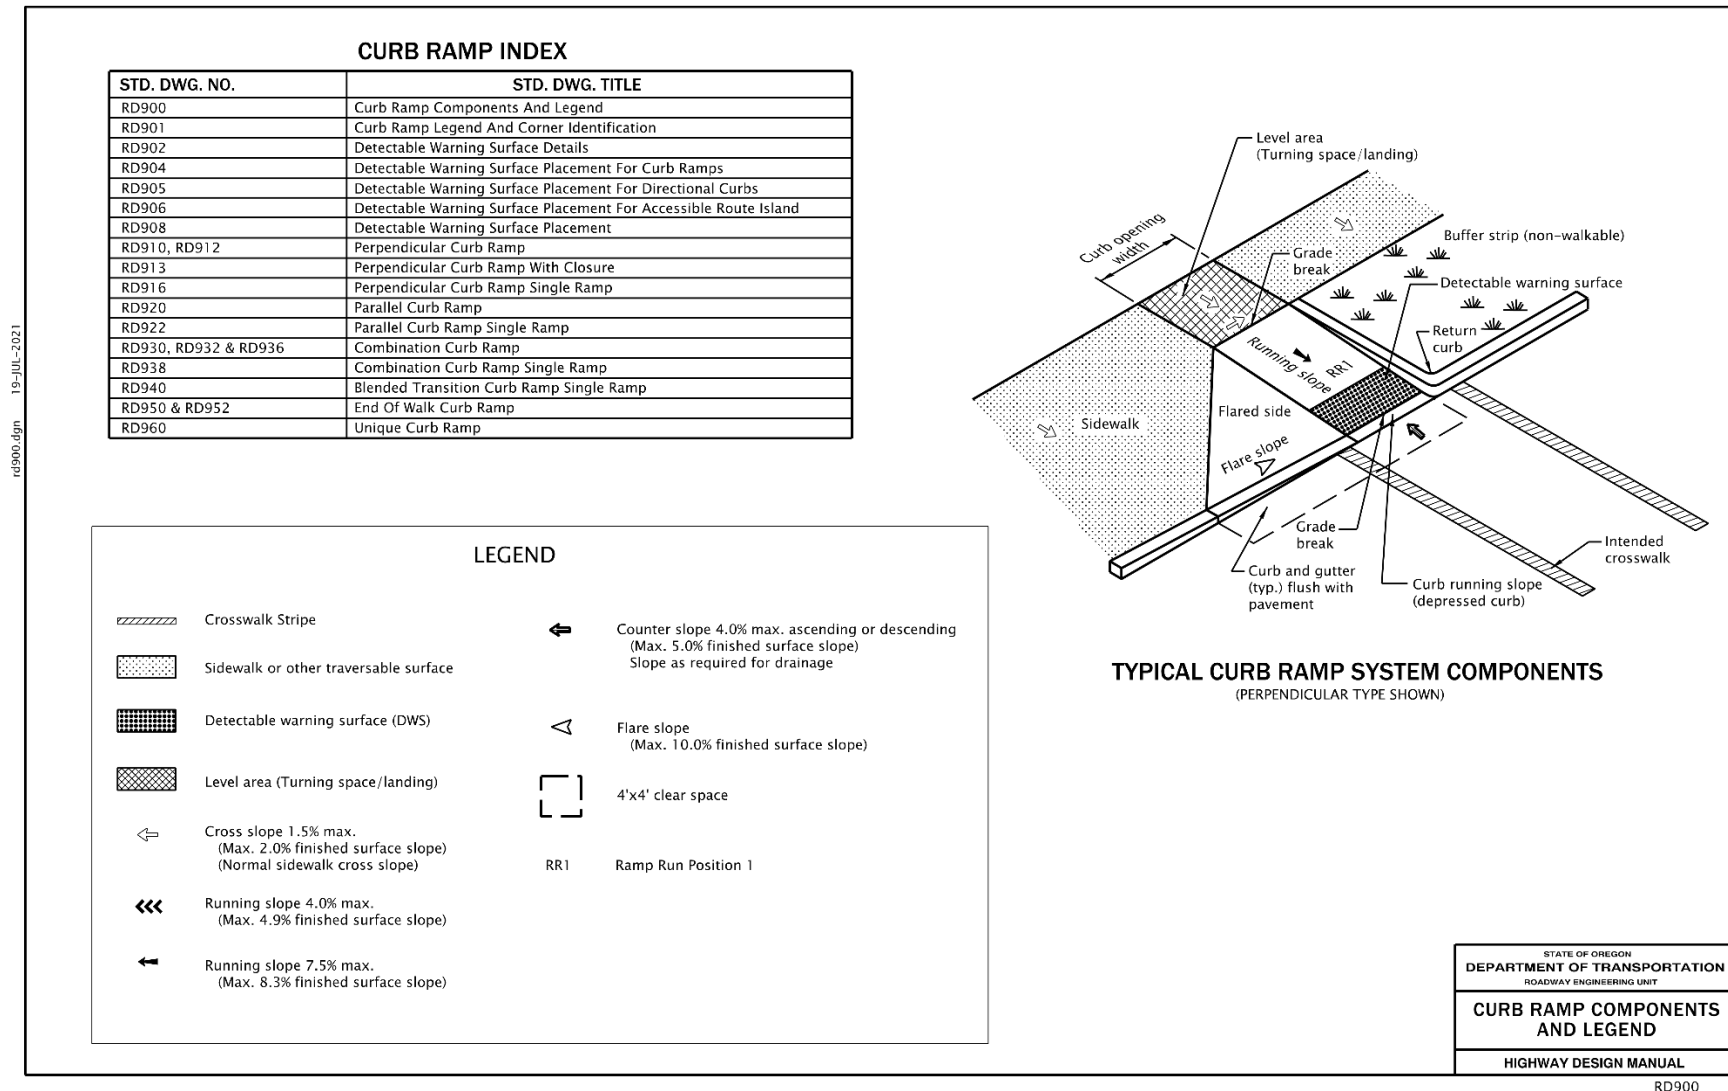 CURB RAMP INDEX
STD. DWG. NO. STD. DWG. TITLE
RD900 Curb Ramp Components And Legend
RD901 Curb Ramp Legend And Corner Identification
RD902 Detectable Warning Surface Details
RD904 Detectable Warning Surface Placement For Curb Ramps
RD905 Detectable Warning Surface Placement For Directional Curbs
RD906 Detectable Warning Surface Placement For Accessible Route Island
RD908 Detectable Warning Surface Placement
RD910, RD912 Perpendicular Curb Ramp
RD913 Perpendicular Curb Ramp With Closure
RD916 Perpendicular Curb Ramp Single Ramp
RD920 Parallel Curb Ramp
RD922 Parallel Curb Ramp Single Ramp
RD930, RD932 & RD936 Combination Curb Ramp
RD938 Combination Curb Ramp Single Ramp
RD940 Blended Transition Curb Ramp Single Ramp
RD950 & RD952 End Of Walk Curb Ramp
RD960 Unique Curb Ramp
rd900.dgn 19-JUL-2021
Level area
(Turning space/landing)
Curb opening
width
Grade
break
Buffer strip (non-walkable)
Detectable warning surface
Return
curb
Running slope
RR1
Flared side
Sidewalk
Flare slope
Grade
break
Intended
crosswalk
Curb and gutter
(typ.) flush with
pavement
Curb running slope
(depressed curb)
TYPICAL CURB RAMP SYSTEM COMPONENTS
(PERPENDICULAR TYPE SHOWN)
LEGEND
Crosswalk Stripe
Sidewalk or other traversable surface
Detectable warning surface (DWS)
Level area (Turning space/landing)
Cross slope 1.5% max.
(Max. 2.0% finished surface slope)
(Normal sidewalk cross slope)
Running slope 4.0% max.
(Max. 4.9% finished surface slope)
Running slope 7.5% max.
(Max. 8.3% finished surface slope)
Counter slope 4.0% max. ascending or descending
(Max. 5.0% finished surface slope)
Slope as required for drainage
Flare slope
(Max. 10.0% finished surface slope)
4'x4' clear space
RR1 Ramp Run Position 1
STATE OF OREGON
DEPARTMENT OF TRANSPORTATION
ROADWAY ENGINEERING UNIT
CURB RAMP COMPONENTS
AND LEGEND
HIGHWAY DESIGN MANUAL
RD900